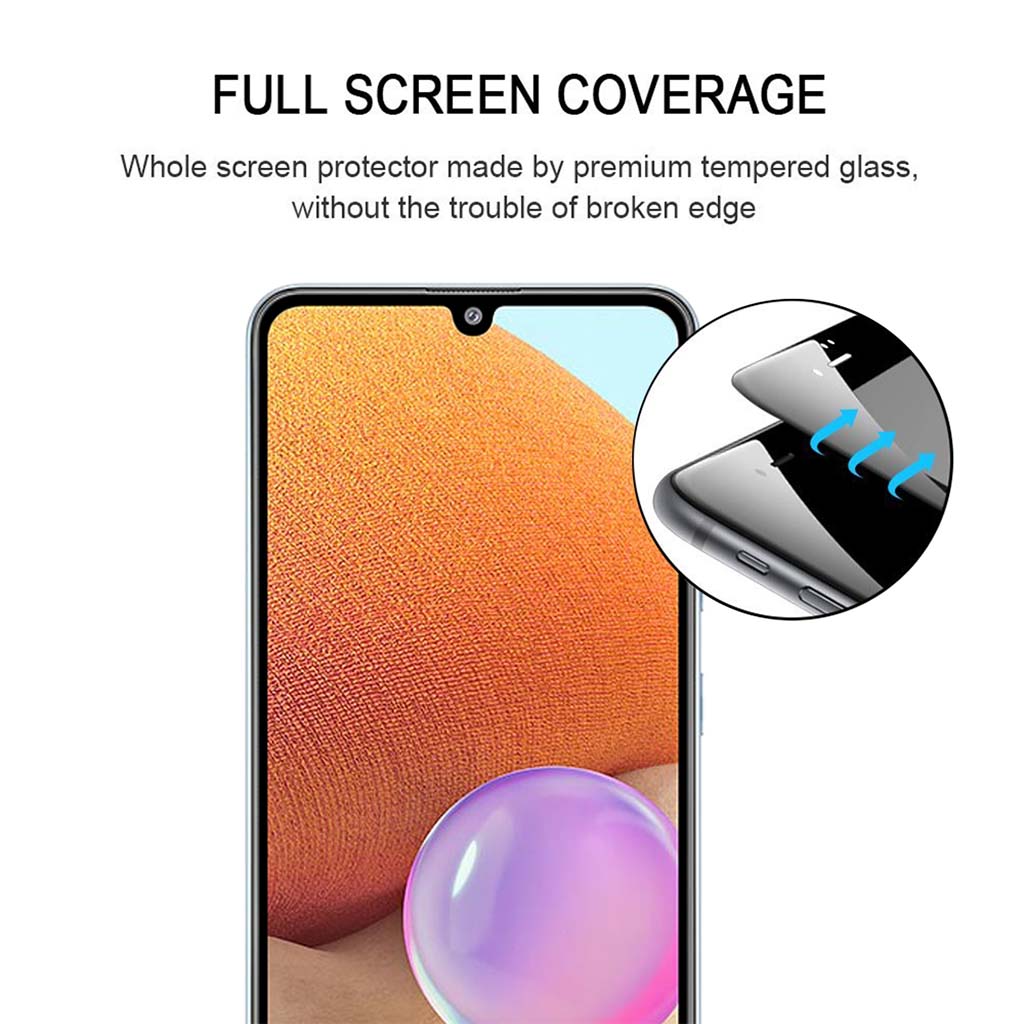 FULL SCREEN COVERAGE
Whole screen protector made by premium tempered glass,
without the trouble of broken edge